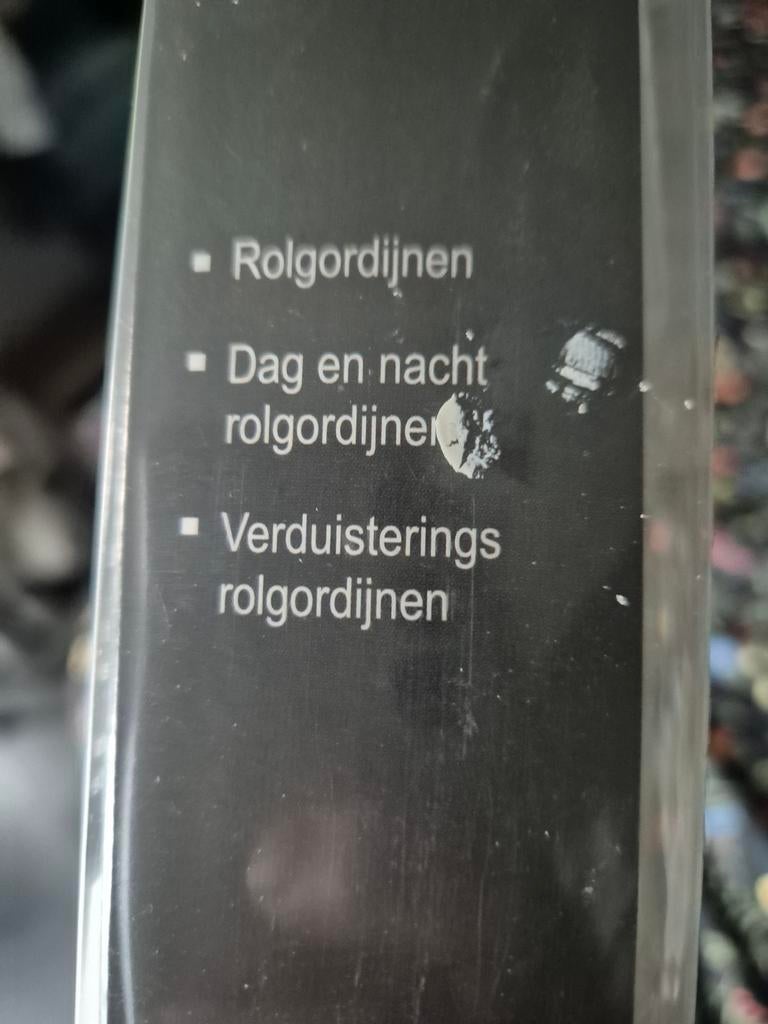 ▪ Rolgordijnen
▪ Dag en nacht
rolgordijnen
▪ Verduisterings
rolgordijnen